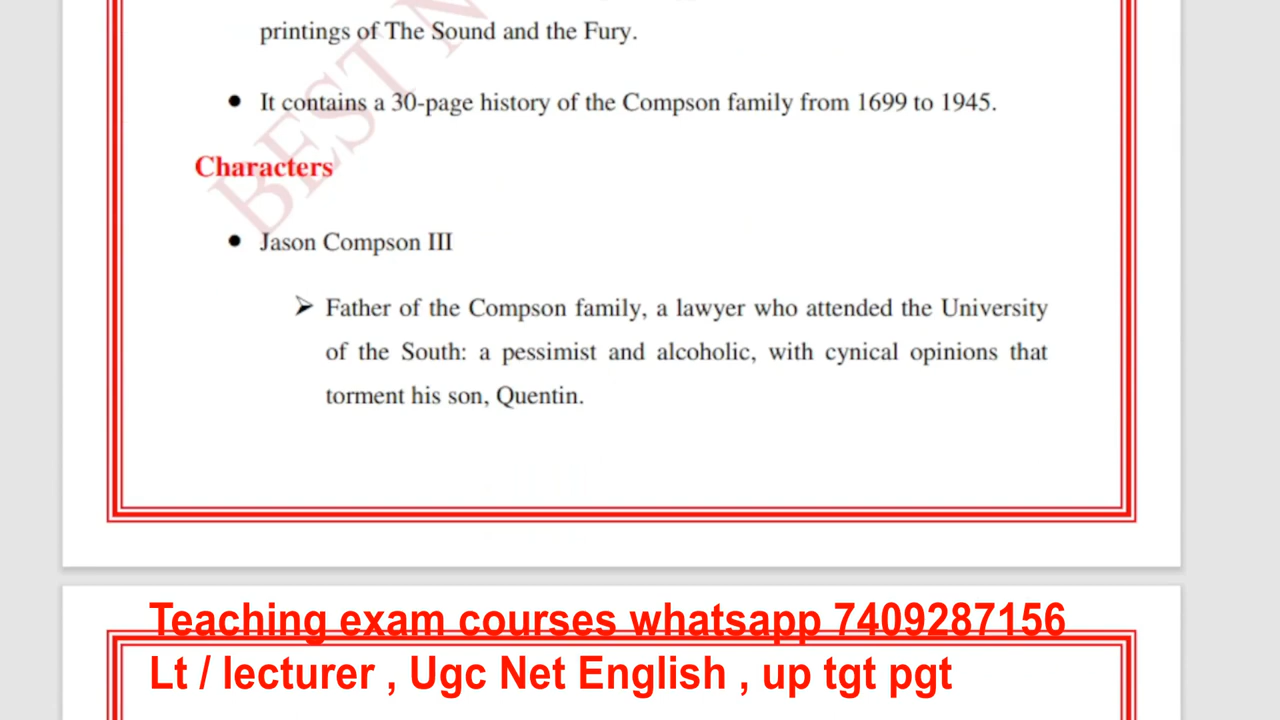 printings of The Sound and the Fury.
● It contains a 30-page history of the Compson family from 1699 to 1945.
Characters
● Jason Compson III
➢ Father of the Compson family, a lawyer who attended the University
of the South: a pessimist and alcoholic, with cynical opinions that
torment his son, Quentin.
BEST N
Teaching exam courses whatsapp 7409287156
Lt / lecturer , Ugc Net English , up tgt pgt